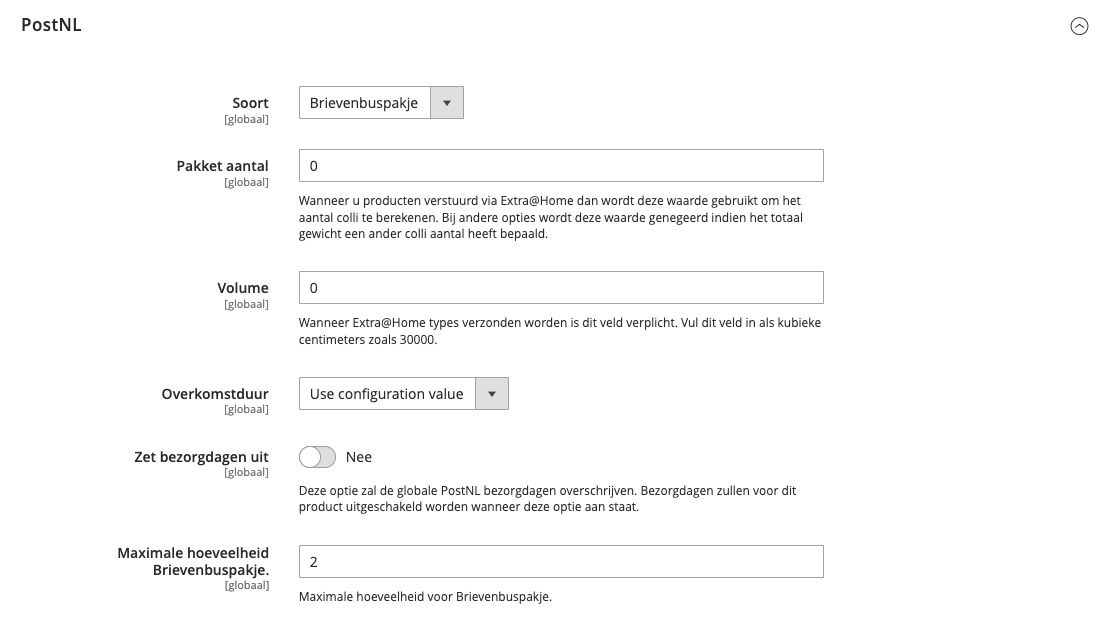 PostNL
Soort
[globaal]
Brievenbuspakje
Pakket aantal
[globaal]
0
Wanneer u producten verstuurd via Extra@Home dan wordt deze waarde gebruikt om het
aantal colli te berekenen. Bij andere opties wordt deze waarde genegeerd indien het totaal
gewicht een ander colli aantal heeft bepaald.
Volume
[globaal]
0
Wanneer Extra@Home types verzonden worden is dit veld verplicht. Vul dit veld in als kubieke
centimeters zoals 30000.
Overkomstduur
[globaal]
Use configuration value
Zet bezorgdagen uit
[globaal]
Nee
Deze optie zal de globale PostNL bezorgdagen overschrijven. Bezorgdagen zullen voor dit
product uitgeschakeld worden wanneer deze optie aan staat.
Maximale hoeveelheid
Brievenbuspakje.
[globaal]
2
Maximale hoeveelheid voor Brievenbuspakje.